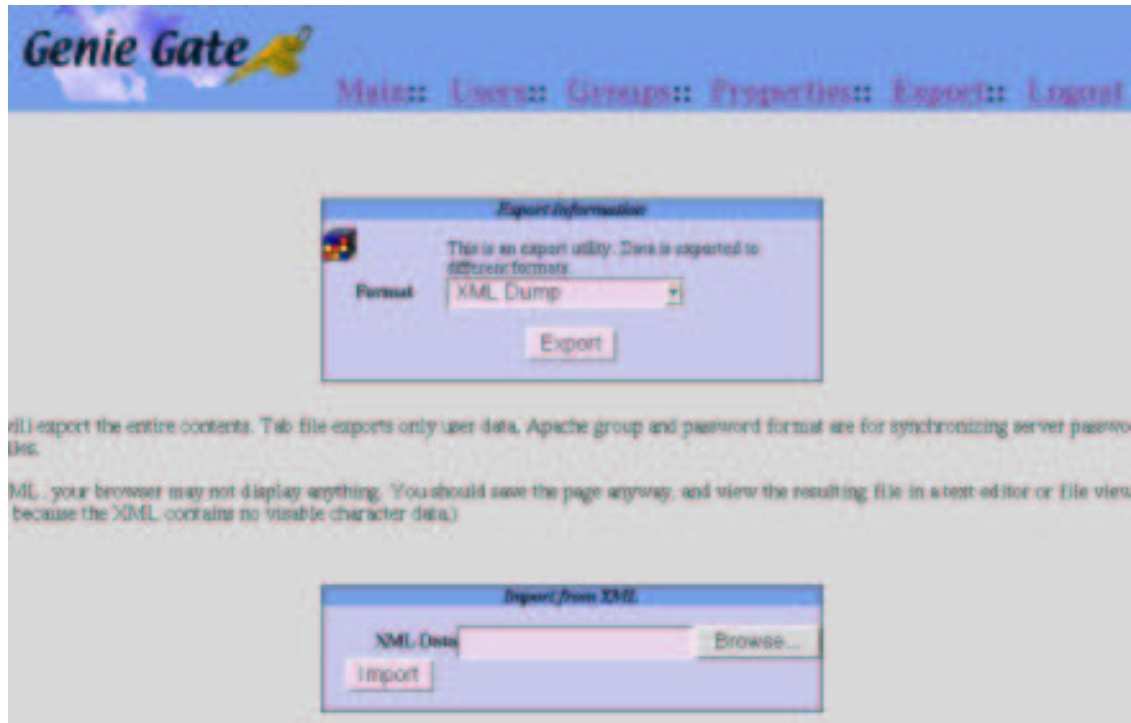 Genie Gate
Main:: Users:: Groups:: Properties:: Export:: Logout
Export Information
This is an export utility. Data is exported to
different formats.
Format XML Dump
Export
will export the entire contents. Tab file exports only user data, Apache group and password format are for synchronizing server passwo
iles.
ML, your browser may not display anything. You should save the page anyway, and view the resulting file in a text editor or file view
because the XML contains no visable character data.)
Import from XML
XML Data Browse...
Import